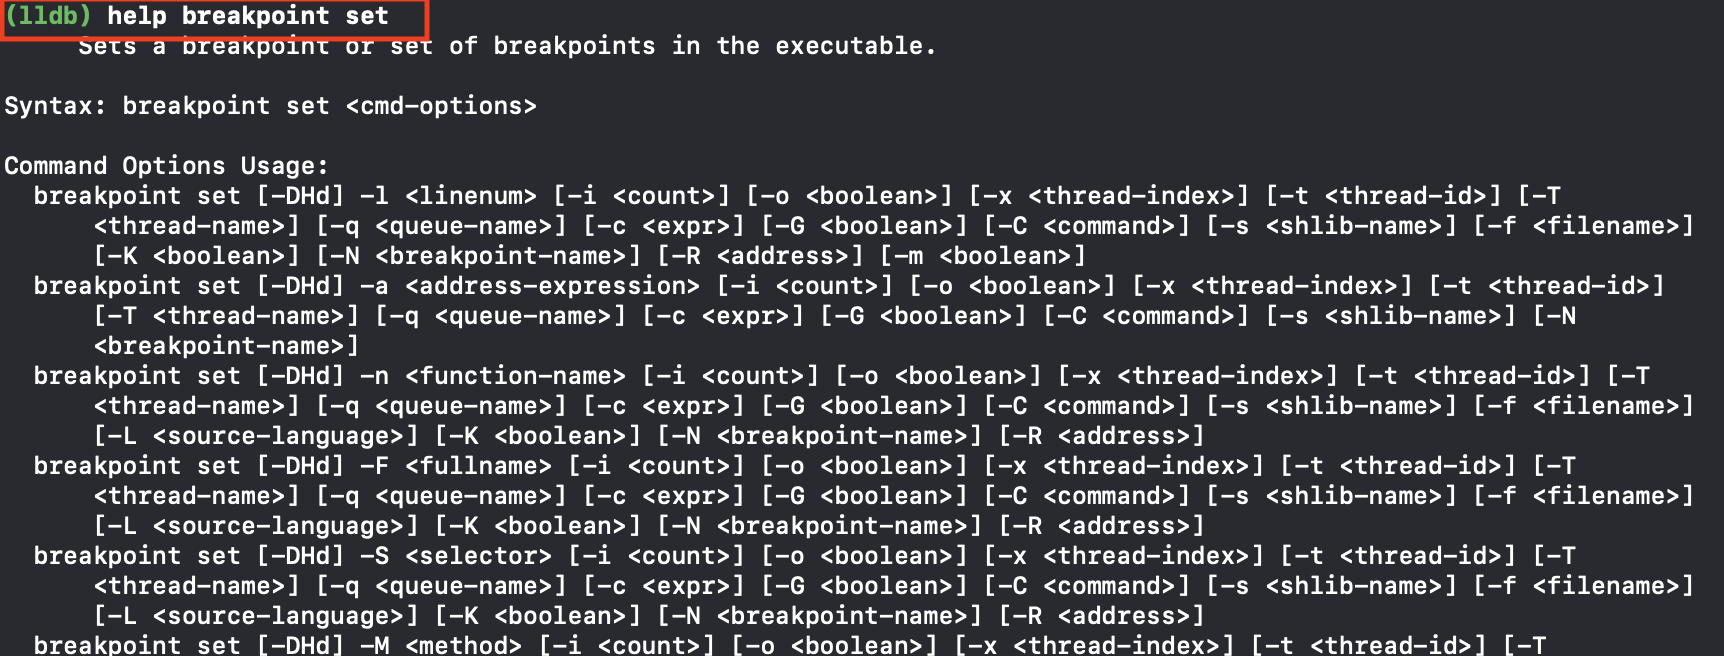 (lldb) help breakpoint set
Sets a breakpoint or set of breakpoints in the executable.
Syntax: breakpoint set <cmd-options>
Command Options Usage:
breakpoint set [-DHd] -l <linenum> [-i <count>] [-o <boolean>] [-x <thread-index>] [-t <thread-id>] [-T
<thread-name>] [-q <queue-name>] [-c <expr>] [-G <boolean>] [-C <command>] [-s <shlib-name>] [-f <filename>]
[-K <boolean>] [-N <breakpoint-name>] [-R <address>] [-m <boolean>]
breakpoint set [-DHd] -a <address-expression> [-i <count>] [-o <boolean>] [-x <thread-index>] [-t <thread-id>]
[-T <thread-name>] [-q <queue-name>] [-c <expr>] [-G <boolean>] [-C <command>] [-s <shlib-name>] [-N
<breakpoint-name>]
breakpoint set [-DHd] -n <function-name> [-i <count>] [-o <boolean>] [-x <thread-index>] [-t <thread-id>] [-T
<thread-name>] [-q <queue-name>] [-c <expr>] [-G <boolean>] [-C <command>] [-s <shlib-name>] [-f <filename>]
[-L <source-language>] [-K <boolean>] [-N <breakpoint-name>] [-R <address>]
breakpoint set [-DHd] -F <fullname> [-i <count>] [-o <boolean>] [-x <thread-index>] [-t <thread-id>] [-T
<thread-name>] [-q <queue-name>] [-c <expr>] [-G <boolean>] [-C <command>] [-s <shlib-name>] [-f <filename>]
[-L <source-language>] [-K <boolean>] [-N <breakpoint-name>] [-R <address>]
breakpoint set [-DHd] -S <selector> [-i <count>] [-o <boolean>] [-x <thread-index>] [-t <thread-id>] [-T
<thread-name>] [-q <queue-name>] [-c <expr>] [-G <boolean>] [-C <command>] [-s <shlib-name>] [-f <filename>]
[-L <source-language>] [-K <boolean>] [-N <breakpoint-name>] [-R <address>]
breakpoint set [-DHd] -M <method> [-i <count>] [-o <boolean>] [-x <thread-index>] [-t <thread-id>] [-T